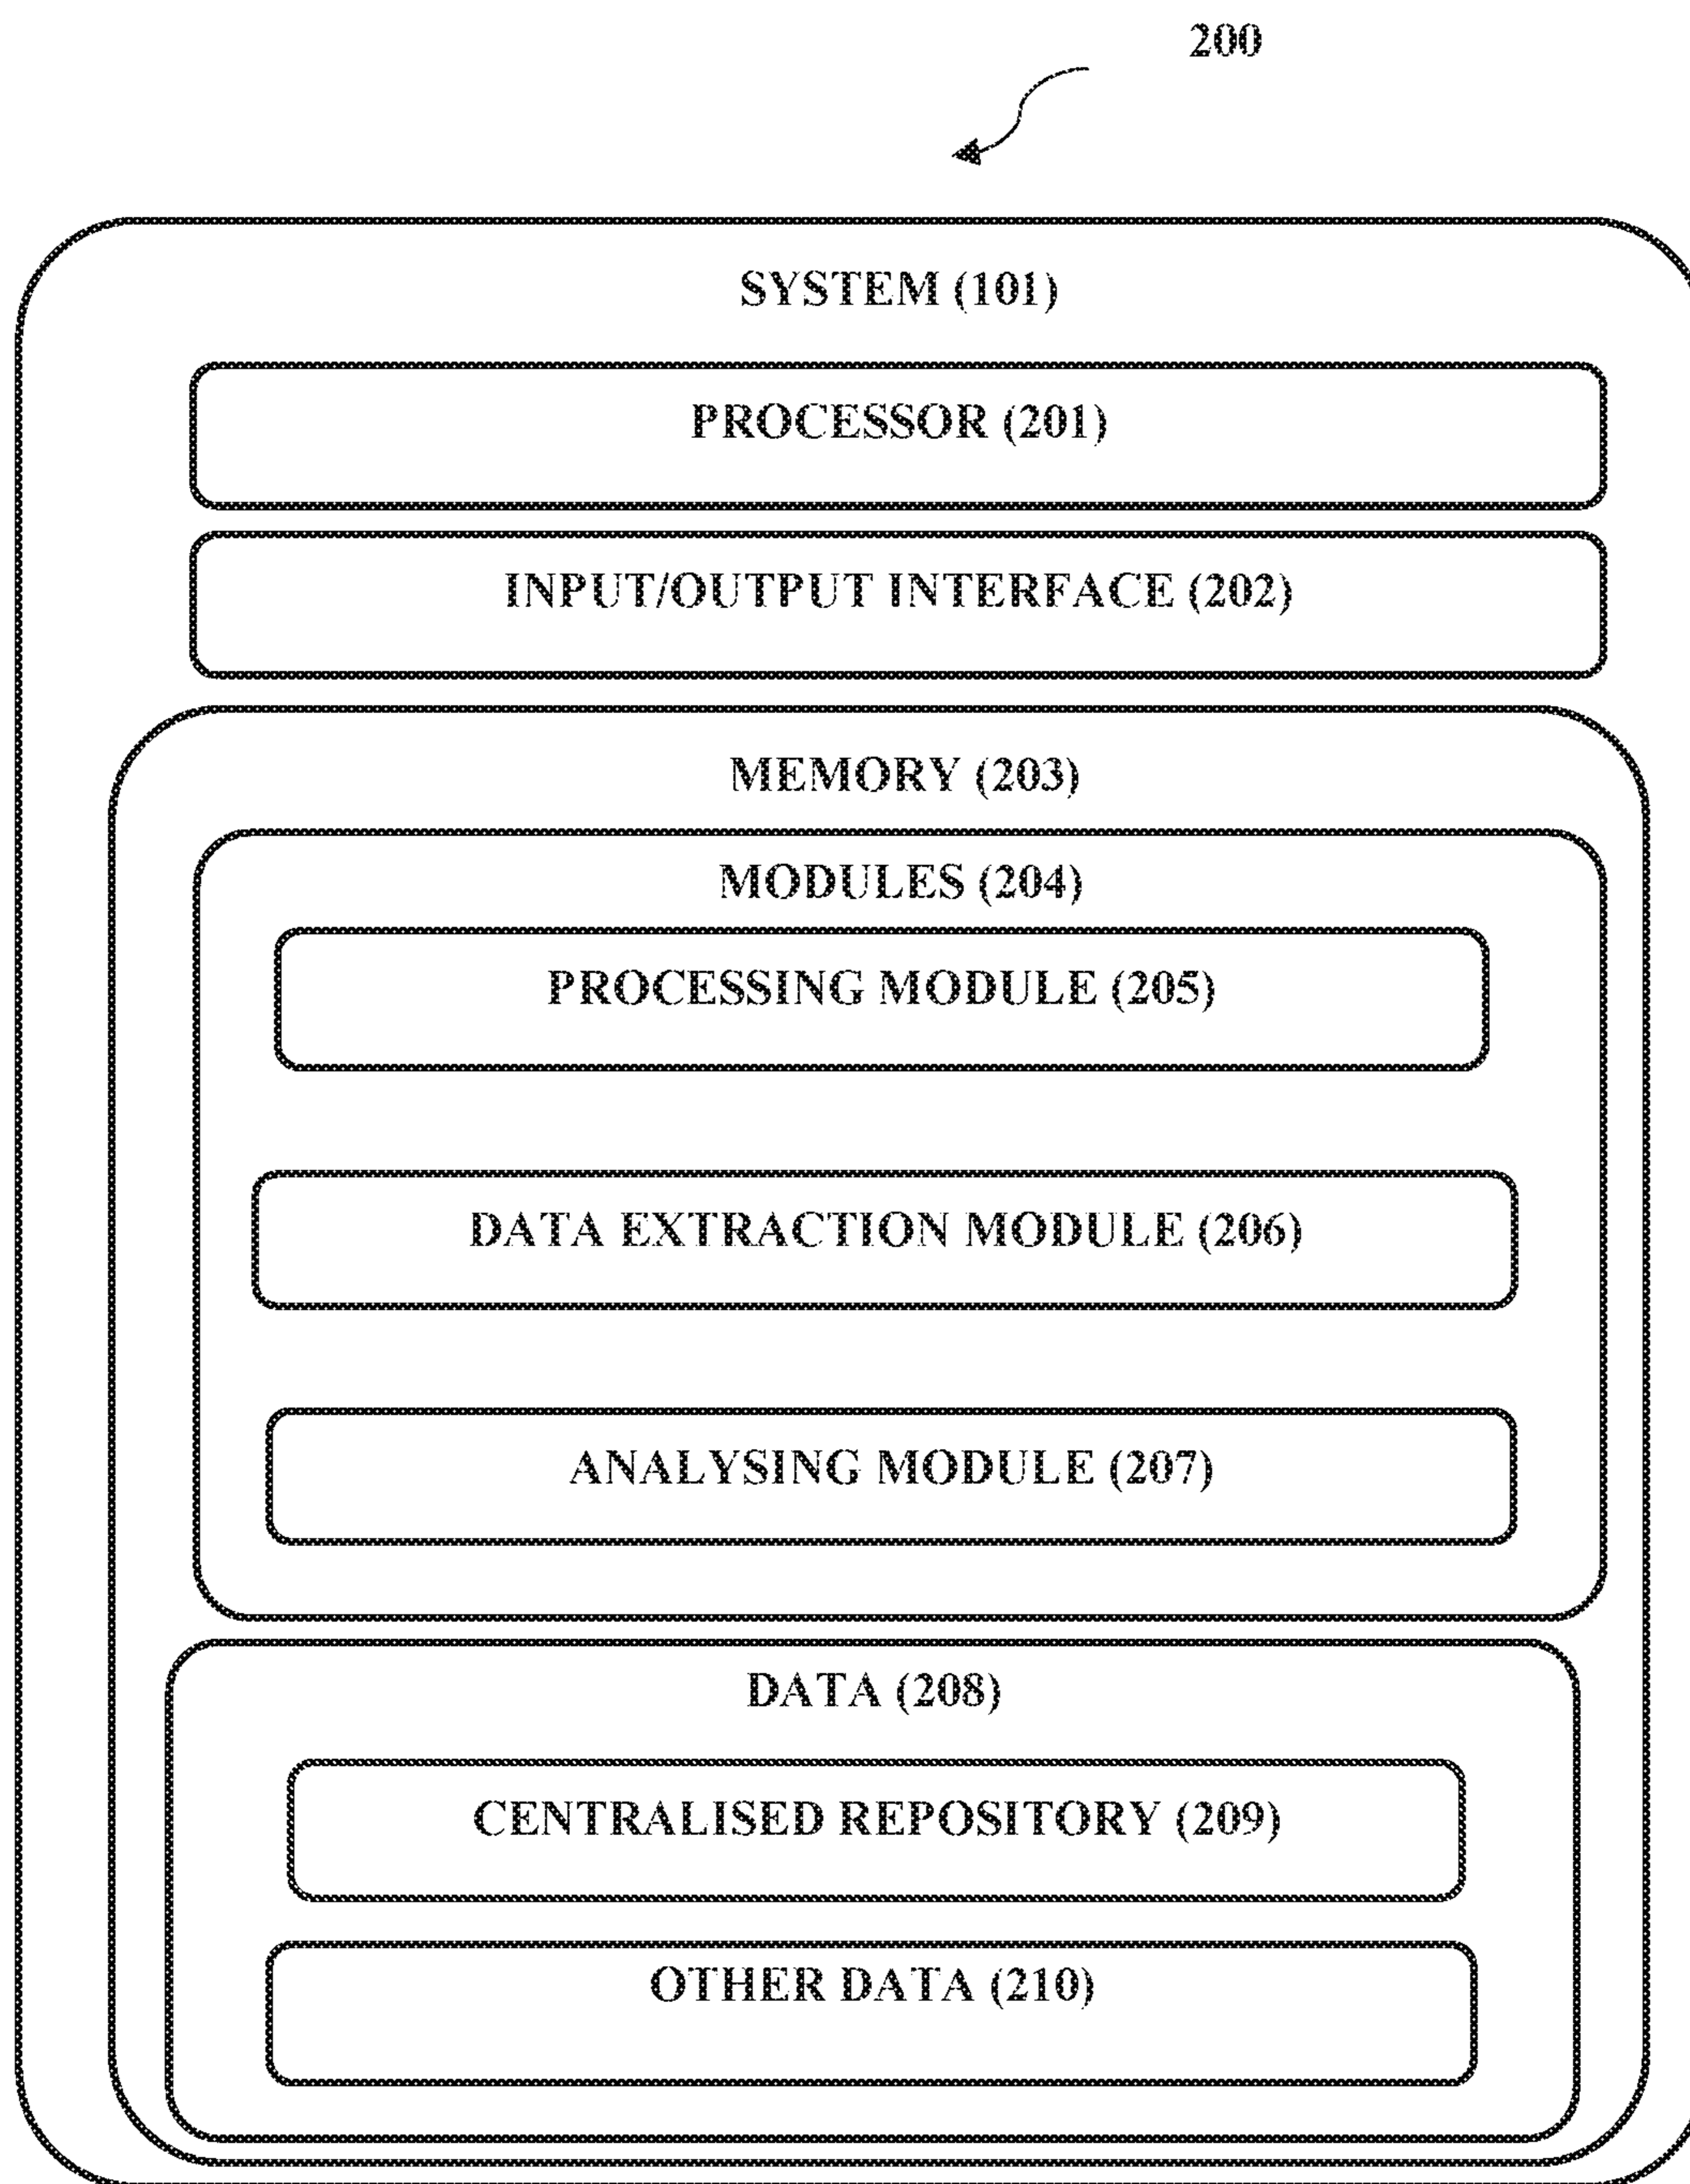 200
SYSTEM (101)
PROCESSOR (201)
INPUT/OUTPUT INTERFACE (202)
MEMORY (203)
MODULES (204)
PROCESSING MODULE (205)
DATA EXTRACTION MODULE (206)
ANALYSING MODULE (207)
DATA (208)
CENTRALISED REPOSITORY (209)
OTHER DATA (210)